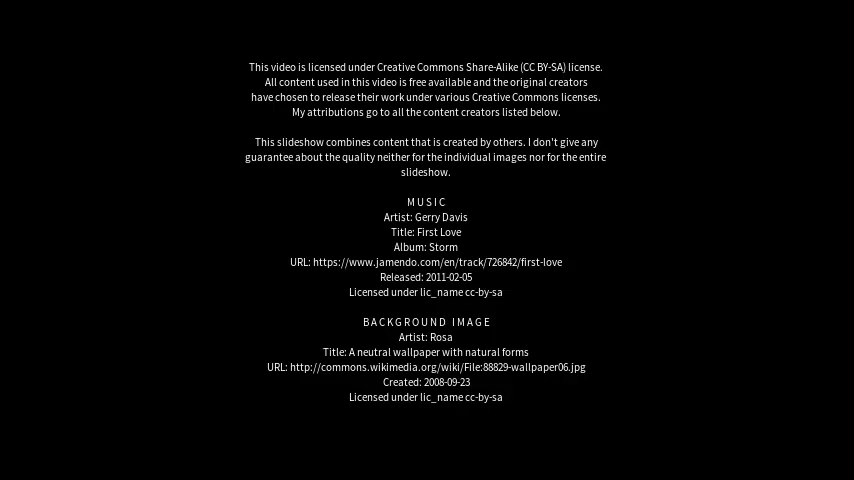 This video is licensed under Creative Commons Share-Alike (CC BY-SA) license.
All content used in this video is free available and the original creators
have chosen to release their work under various Creative Commons licenses.
My attributions go to all the content creators listed below.
This slideshow combines content that is created by others. I don't give any
guarantee about the quality neither for the individual images nor for the entire
slideshow.
MUSIC
Artist: Gerry Davis
Title: First Love
Album: Storm
URL: https://www.jamendo.com/en/track/726842/first-love
Released: 2011-02-05
Licensed under lic_name cc-by-sa
BACKGROUND IMAGE
Artist: Rosa
Title: A neutral wallpaper with natural forms
URL: http://commons.wikimedia.org/wiki/File:88829-wallpaper06.jpg
Created: 2008-09-23
Licensed under lic_name cc-by-sa